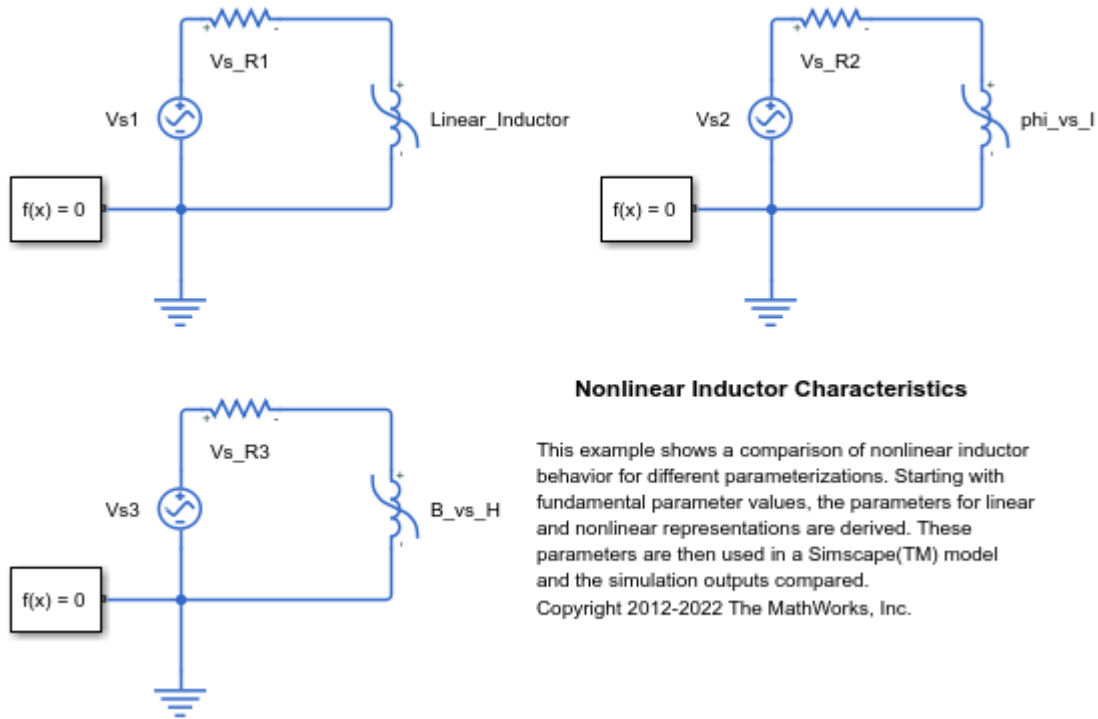 Vs_R1
Vs1
Linear_Inductor
f(x) = 0
Vs_R2
Vs2
phi_vs_I
f(x) = 0
Vs_R3
Vs3
B_vs_H
f(x) = 0
Nonlinear Inductor Characteristics
This example shows a comparison of nonlinear inductor
behavior for different parameterizations. Starting with
fundamental parameter values, the parameters for linear
and nonlinear representations are derived. These
parameters are then used in a Simscape(TM) model
and the simulation outputs compared.
Copyright 2012-2022 The MathWorks, Inc.